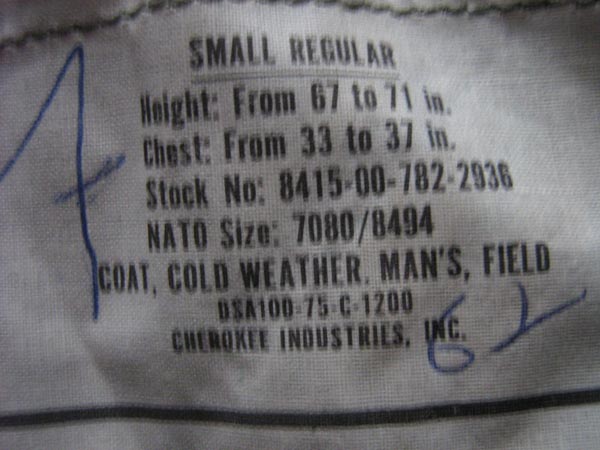 SMALL REGULAR
Height: From 67 to 71 in.
Chest: From 33 to 37 in.
Stock No: 8415-00-782-2936
NATO Size: 7080/8494
COAT, COLD WEATHER, MAN'S, FIELD
DSA100-75-C-1200
CHEROKEE INDUSTRIES, INC.